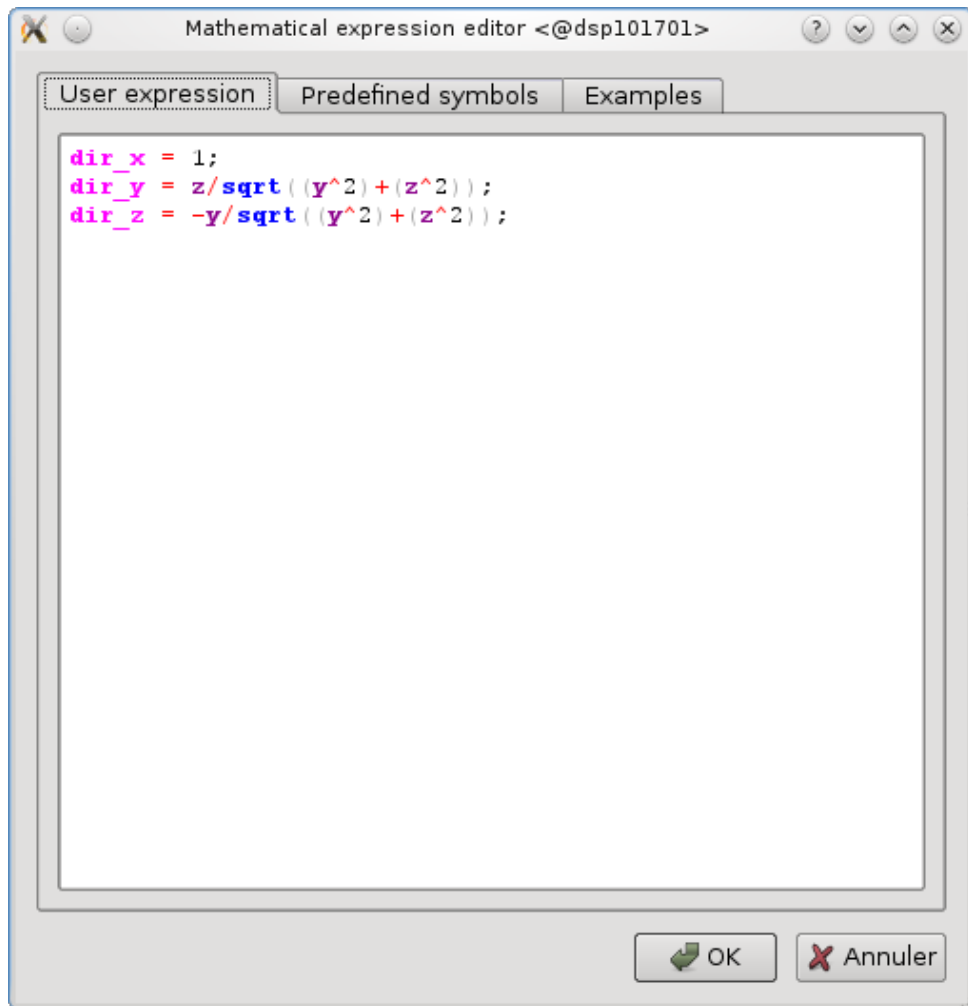 Mathematical expression editor <@dsp101701>
User expression Predefined symbols Examples
dir_x = 1;
dir_y = z/sqrt((y^2)+(z^2));
dir_z = -y/sqrt((y^2)+(z^2));
OK Annuler